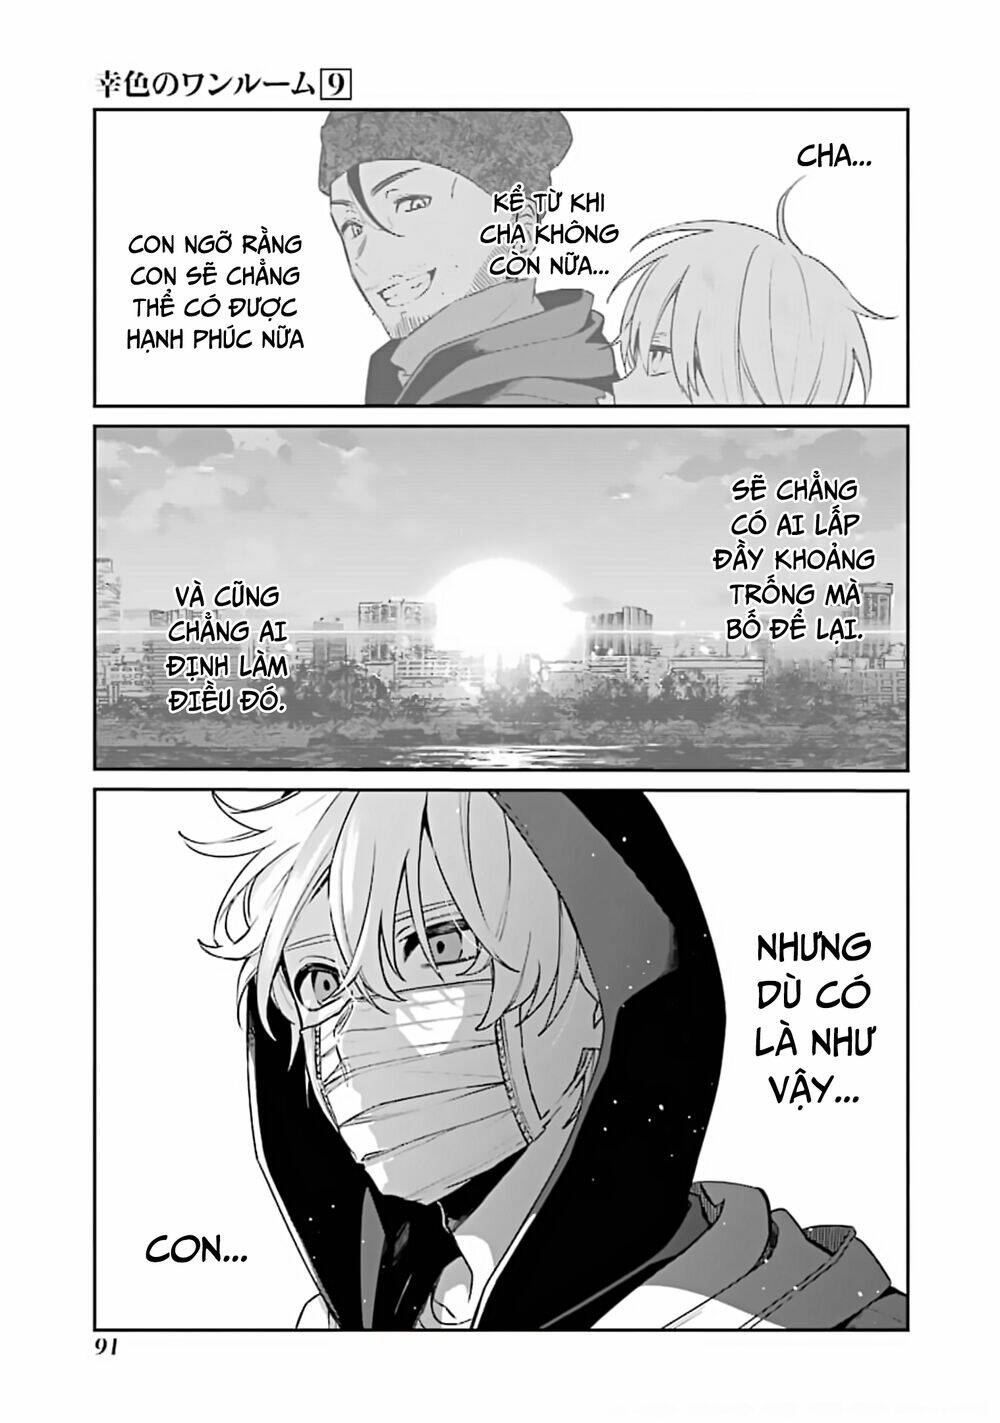 幸色のワンルーム 9
CHA...
KỂ TỪ KHI
CHA KHÔNG
CÒN NỮA...
CON NGỠ RẰNG
CON SẼ CHẲNG
THỂ CÓ ĐƯỢC
HẠNH PHÚC NỮA
SẼ CHẲNG
CÓ AI LẤP
ĐẦY KHOẢNG
TRỐNG MÀ
BỐ ĐỂ LẠI.
VÀ CŨNG
CHẲNG AI
ĐỊNH LÀM
ĐIỀU ĐÓ.
NHƯNG
DÙ CÓ
LÀ NHƯ
VẬY...
CON...
91